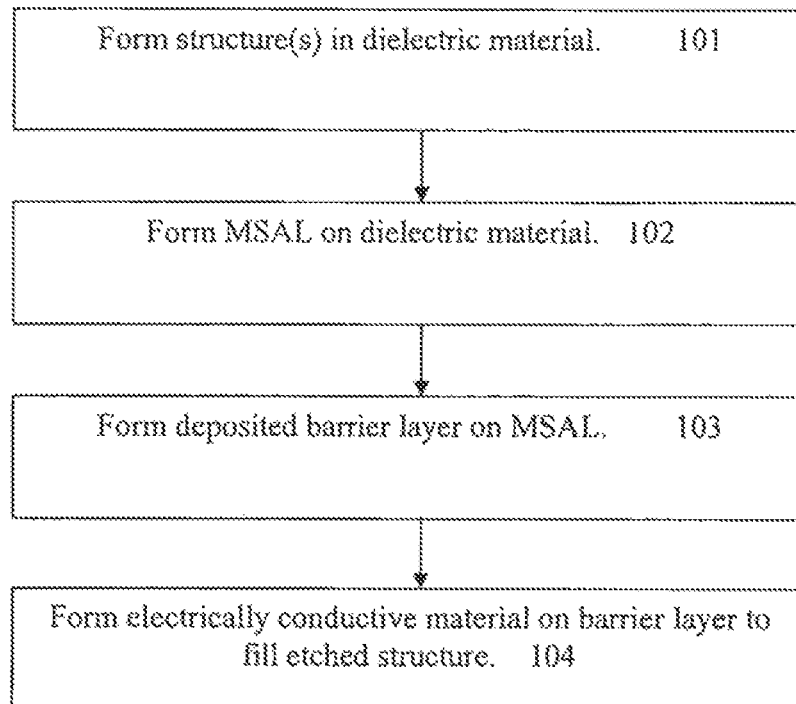 Form structure(s) in dielectric material. 101
Form MSAL on dielectric material. 102
Form deposited barrier layer on MSAL. 103
Form electrically conductive material on barrier layer to
fill etched structure. 104